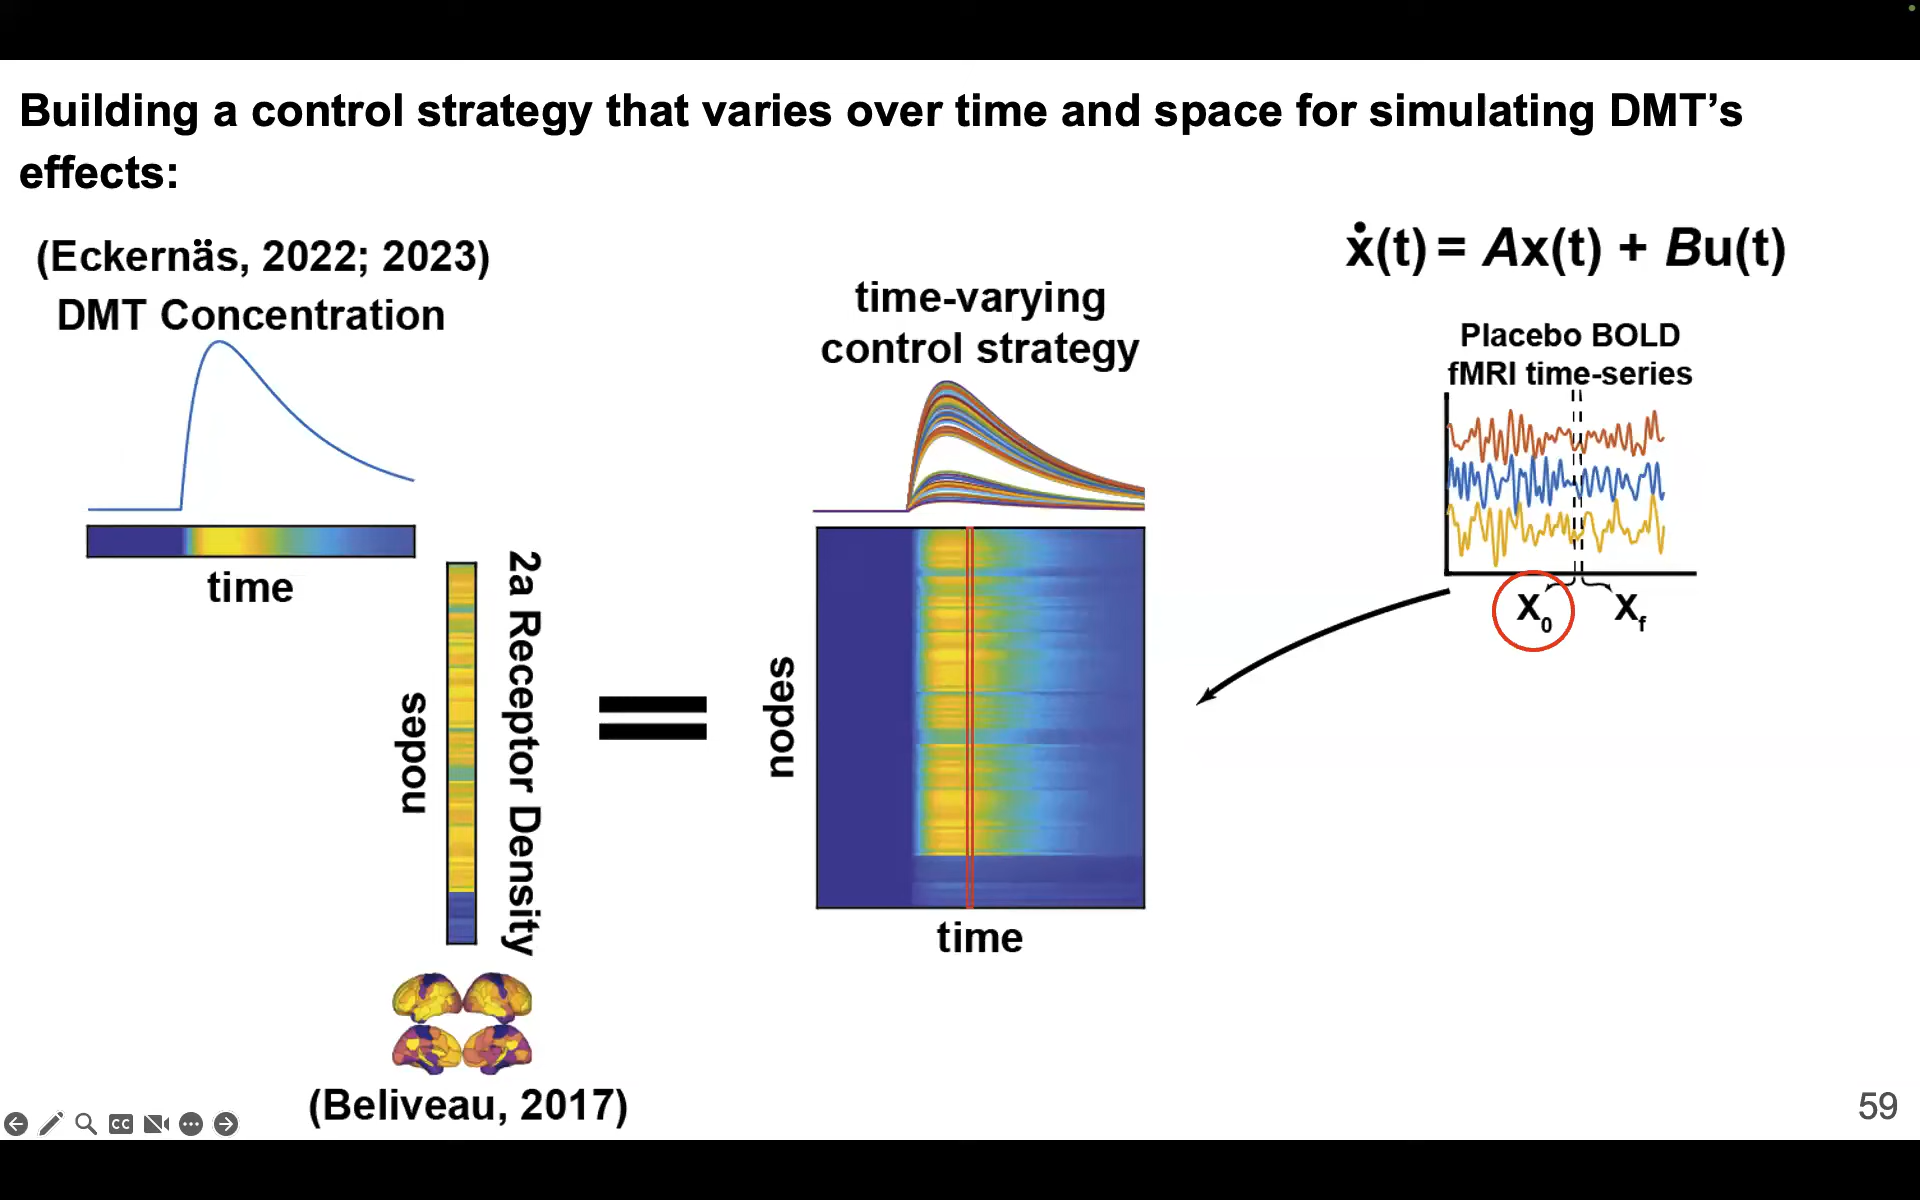 Building a control strategy that varies over time and space for simulating DMT’s
effects:
(Eckernäs, 2022; 2023)
DMT Concentration
time
nodes
2a Receptor Density
(Beliveau, 2017)
time-varying
control strategy
nodes
time
ẋ(t) = Ax(t) + Bu(t)
Placebo BOLD
fMRI time-series
X0
Xf
CC
59